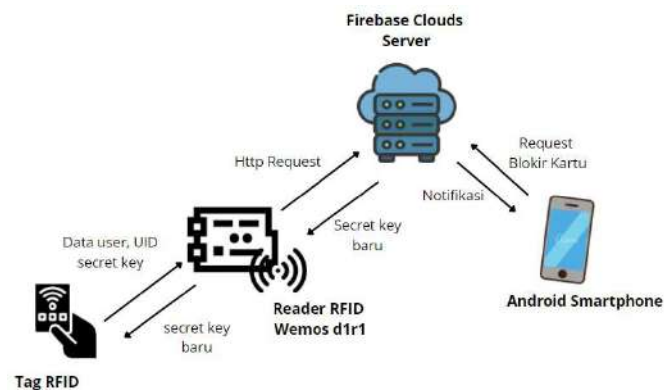 Firebase Clouds
Server
Request
Blokir Kartu
Http Request
Notifikasi
Secret key
baru
Data user, UID
secret key
Android Smartphone
Reader RFID
Wemos d1r1
secret key
baru
Tag RFID